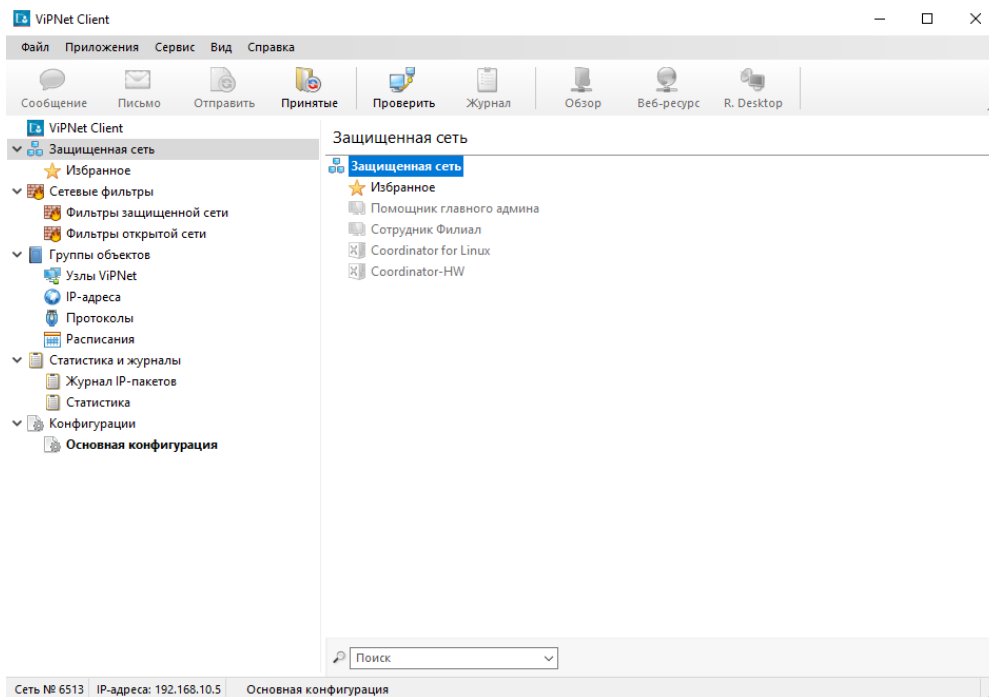 ViPNet Client
Файл Приложения Сервис Вид Справка
Сообщение Письмо Отправить Принятые Проверить Журнал Обзор Веб-ресурс R. Desktop
ViPNet Client
Защищенная сеть
Избранное
Сетевые фильтры
Фильтры защищенной сети
Фильтры открытой сети
Группы объектов
Узлы ViPNet
IP-адреса
Протоколы
Расписания
Статистика и журналы
Журнал IP-пакетов
Статистика
Конфигурации
Основная конфигурация
Защищенная сеть
Защищенная сеть
Избранное
Помощник главного админа
Сотрудник Филиал
Coordinator for Linux
Coordinator-HW
Поиск
Сеть № 6513 IP-адреса: 192.168.10.5 Основная конфигурация